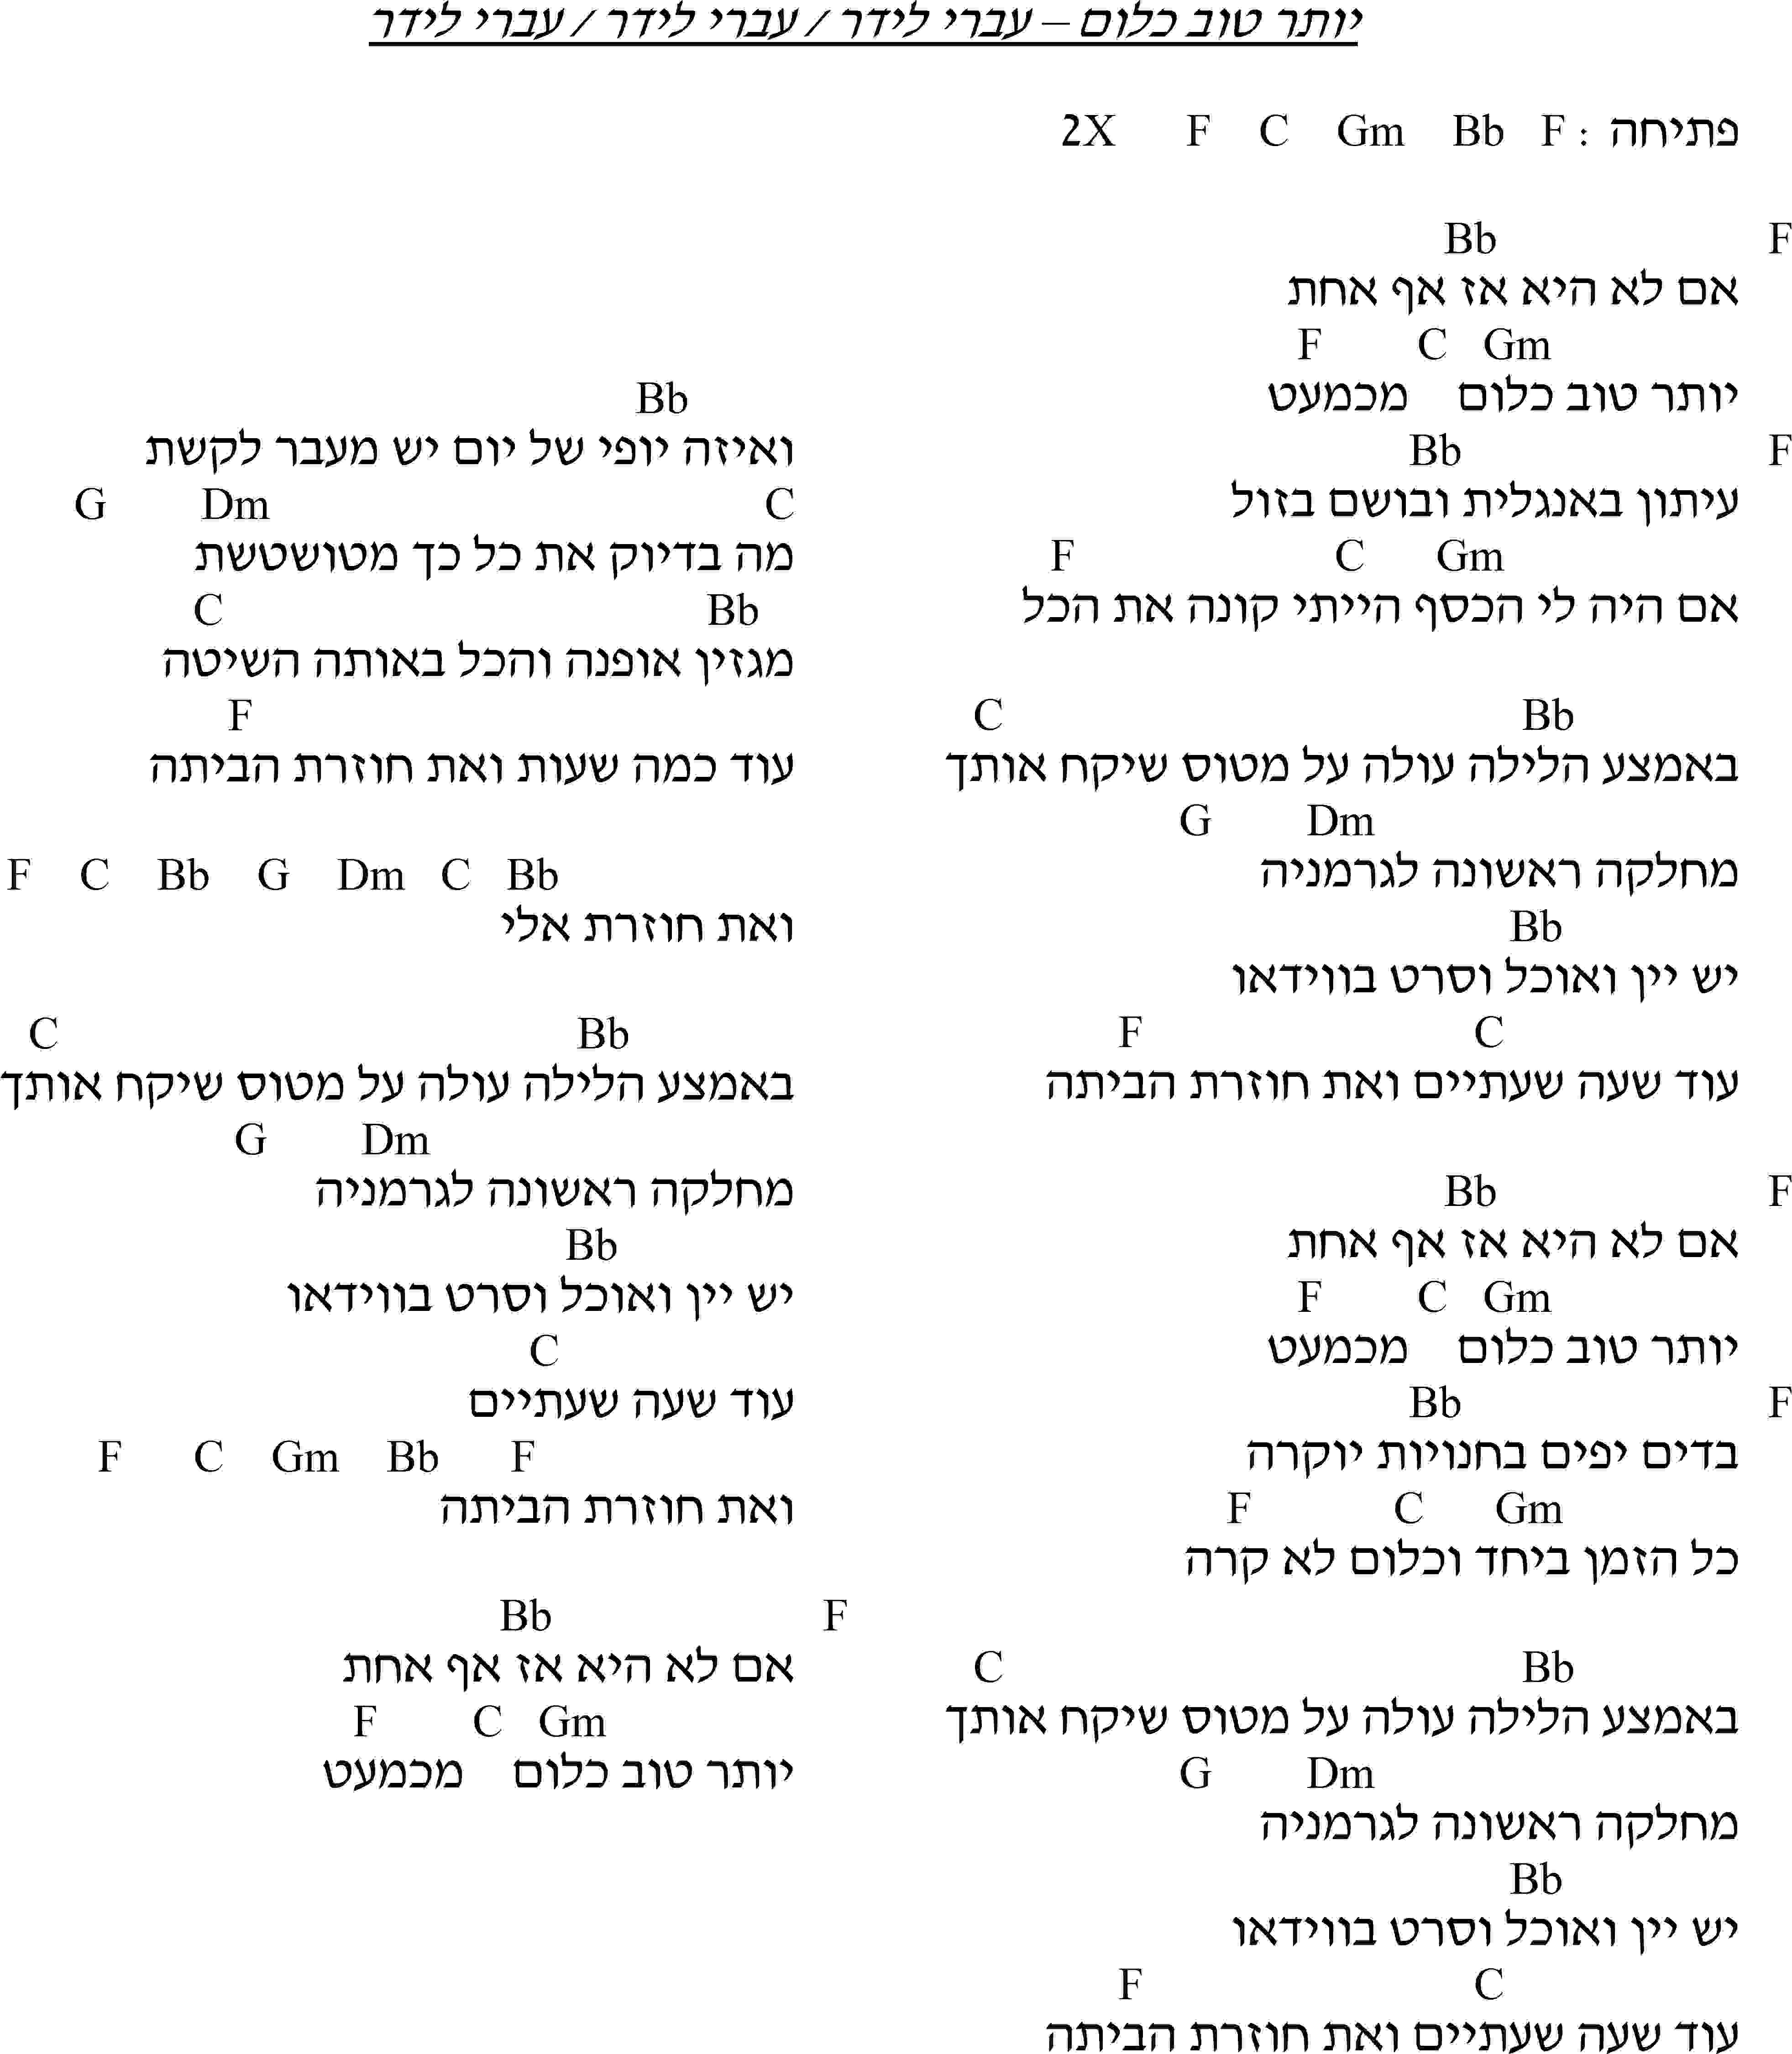 יותר טוב כלום – עברי לידר / עברי לידר / עברי לידר
פתיחה : F Bb Gm C F 2X
F Bb
אם לא היא אז אף אחת
Gm C F
יותר טוב כלום מכמעט
F Bb
עיתון באנגלית ובושם בזול
Gm C F
אם היה לי הכסף הייתי קונה את הכל
Bb C
באמצע הלילה עולה על מטוס שיקח אותך
Dm G
מחלקה ראשונה לגרמניה
Bb
יש יין ואוכל וסרט בווידאו
C F
עוד שעה שעתיים ואת חוזרת הביתה
F Bb
אם לא היא אז אף אחת
Gm C F
יותר טוב כלום מכמעט
F Bb
בדים יפים בחנויות יוקרה
Gm C F
כל הזמן ביחד וכלום לא קרה
Bb C
באמצע הלילה עולה על מטוס שיקח אותך
Dm G
מחלקה ראשונה לגרמניה
Bb
יש יין ואוכל וסרט בווידאו
C F
עוד שעה שעתיים ואת חוזרת הביתה
Bb
ואיזה יופי של יום יש מעבר לקשת
C Dm G
מה בדיוק את כל כך מטושטשת
Bb C
מגזין אופנה והכל באותה השיטה
F
עוד כמה שעות ואת חוזרת הביתה
Bb C Dm G Bb C F
ואת חוזרת אלי
Bb C
באמצע הלילה עולה על מטוס שיקח אותך
Dm G
מחלקה ראשונה לגרמניה
Bb
יש יין ואוכל וסרט בווידאו
C
עוד שעה שעתיים
F Bb Gm C F
ואת חוזרת הביתה
F Bb
אם לא היא אז אף אחת
Gm C F
יותר טוב כלום מכמעט